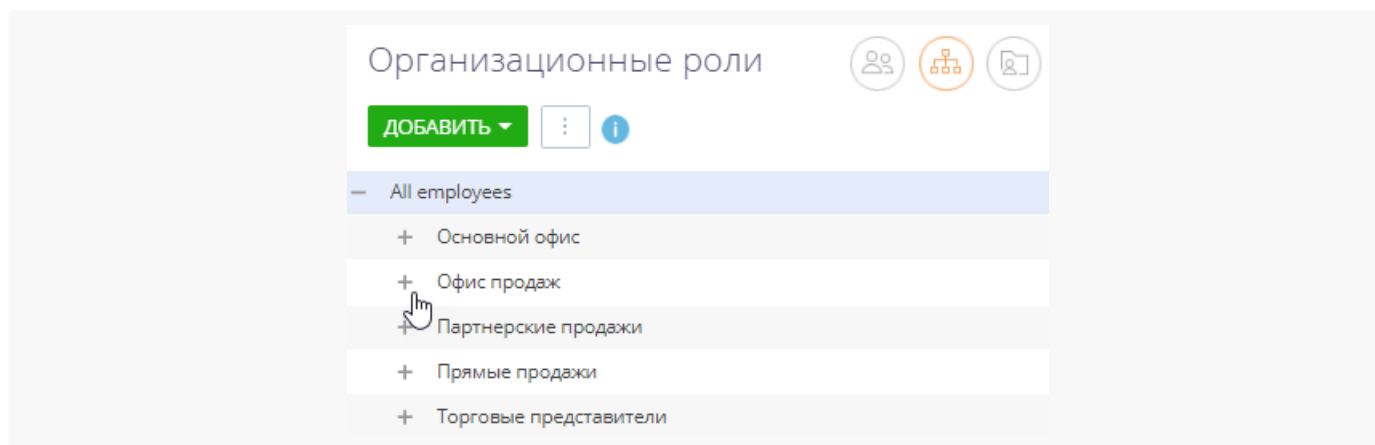 Организационные роли
ДОБАВИТЬ
All employees
Основной офис
Офис продаж
Партнерские продажи
Прямые продажи
Торговые представители